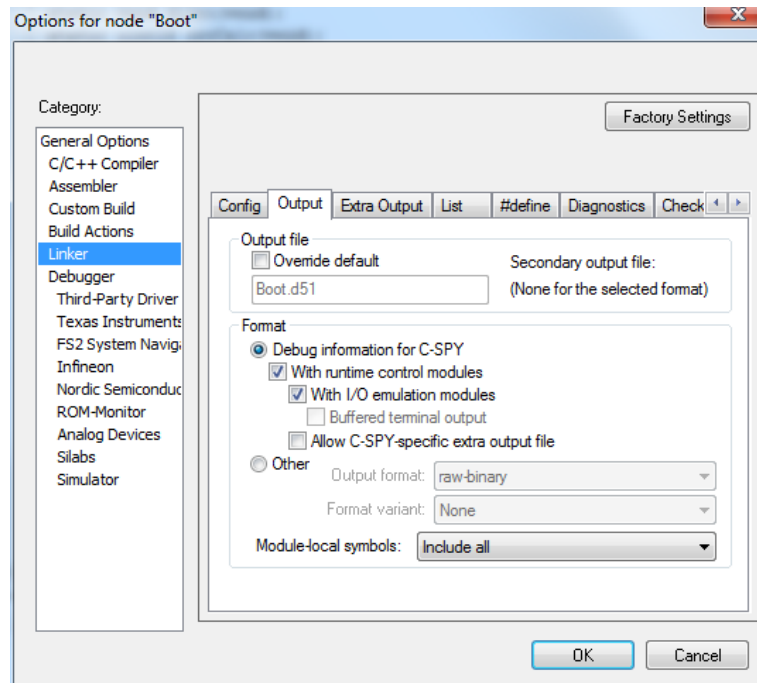 Options for node "Boot"
Category:
Factory Settings
General Options
C/C++ Compiler
Assembler
Custom Build
Build Actions
Linker
Debugger
Third-Party Driver
Texas Instruments
FS2 System Naviga
Infineon
Nordic Semiconduc
ROM-Monitor
Analog Devices
Silabs
Simulator
Config Output Extra Output List #define Diagnostics Check
Output file
Override default
Secondary output file:
Boot.d51
(None for the selected format)
Format
Debug information for C-SPY
With runtime control modules
With I/O emulation modules
Buffered terminal output
Allow C-SPY-specific extra output file
Other
Output format: raw-binary
Format variant: None
Module-local symbols: Include all
OK Cancel